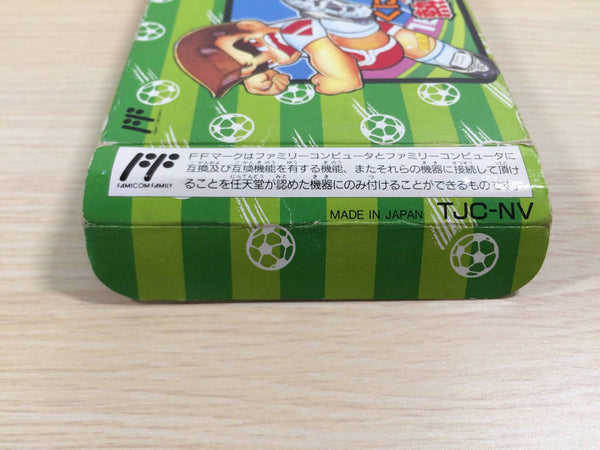 熱
FF
FF
FAMICOM FAMILY
FFマークはファミリーコンピュータとファミリーコンピュータに
互換及び互換機能を有する機能、またそれらの機器に接続して頂け
ることを任天堂が認めた機器にのみ付けることができるものです
MADE IN JAPAN TJC-NV